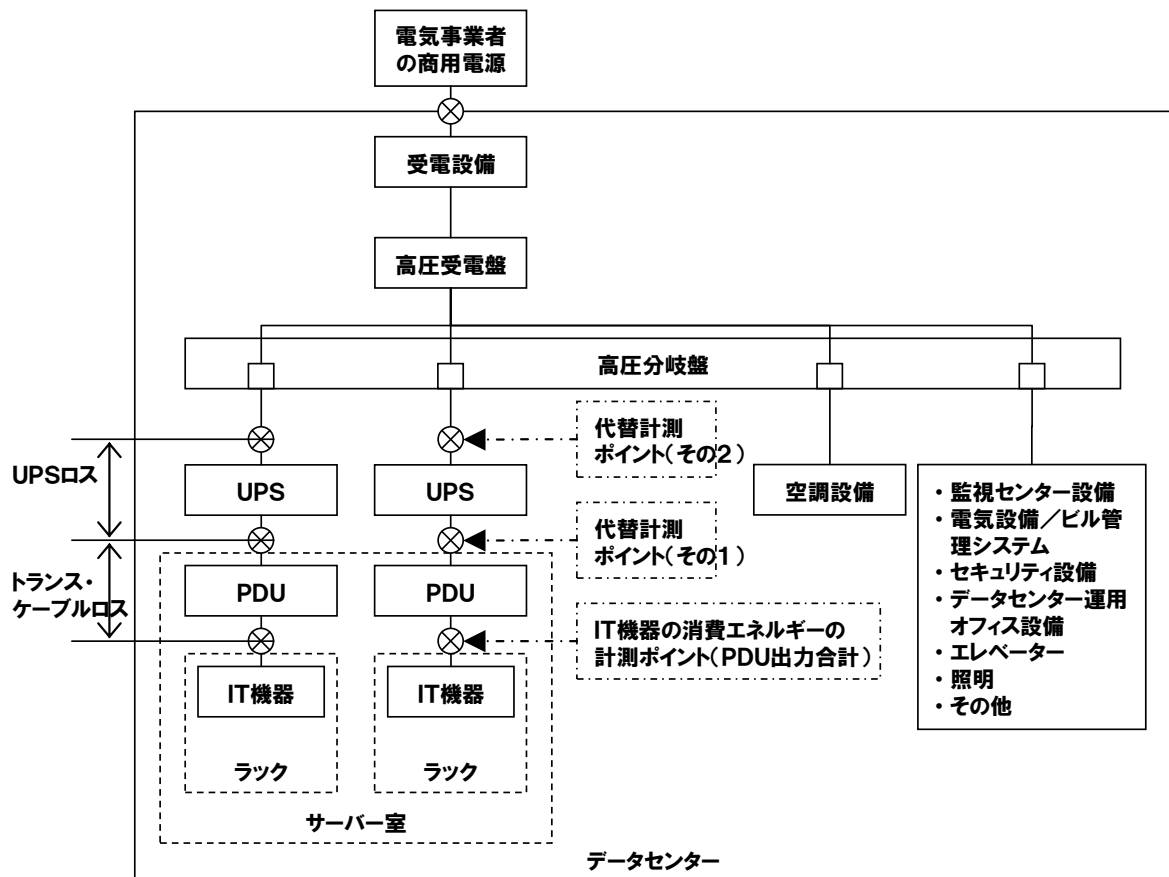 電気事業者
の商用電源
受電設備
高圧受電盤
高圧分岐盤
代替計測
ポイント(その2)
UPSロス
UPS
UPS
空調設備
・監視センター設備
・電気設備/ビル管
理システム
・セキュリティ設備
・データセンター運用
オフィス設備
・エレベーター
・照明
・その他
代替計測
ポイント(その1)
トランス・
ケーブルロス
PDU
PDU
IT機器の消費エネルギーの
計測ポイント(PDU出力合計)
IT機器
IT機器
ラック
ラック
サーバー室
データセンター